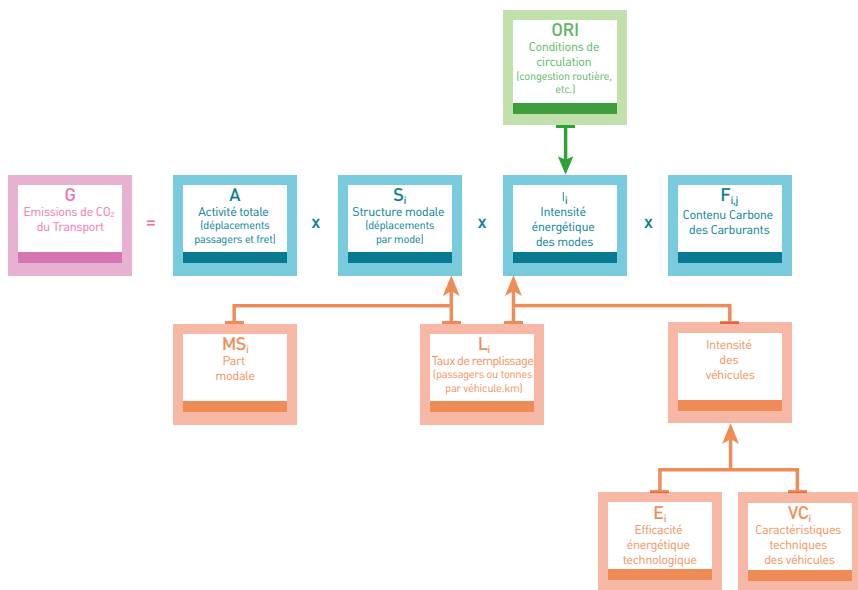 ORI
Conditions de
circulation
(congestion routière,
etc.)
G
Emissions de CO₂
du Transport
=
A
Activité totale
(déplacements
passagers et fret)
x
Sᵢ
Structure modale
(déplacements
par mode)
x
Iᵢ
Intensité
énergétique
des modes
x
Fᵢ,ⱼ
Contenu Carbone
des Carburants
MSᵢ
Part
modale
Lᵢ
Taux de remplissage
(passagers ou tonnes
par véhicule.km)
Intensité
des
véhicules
Eᵢ
Efficacité
énergétique
technologique
VCᵢ
Caractéristiques
techniques
des véhicules